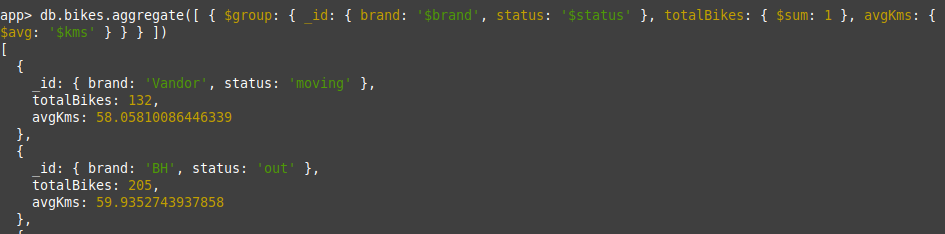 app> db.bikes.aggregate([ { $group: { _id: { brand: '$brand', status: '$status' }, totalBikes: { $sum: 1 }, avgKms: {
$avg: '$kms' } } } ])
[
  {
    _id: { brand: 'Vandor', status: 'moving' },
    totalBikes: 132,
    avgKms: 58.05810086446339
  },
  {
    _id: { brand: 'BH', status: 'out' },
    totalBikes: 205,
    avgKms: 59.9352743937858
  },
  {